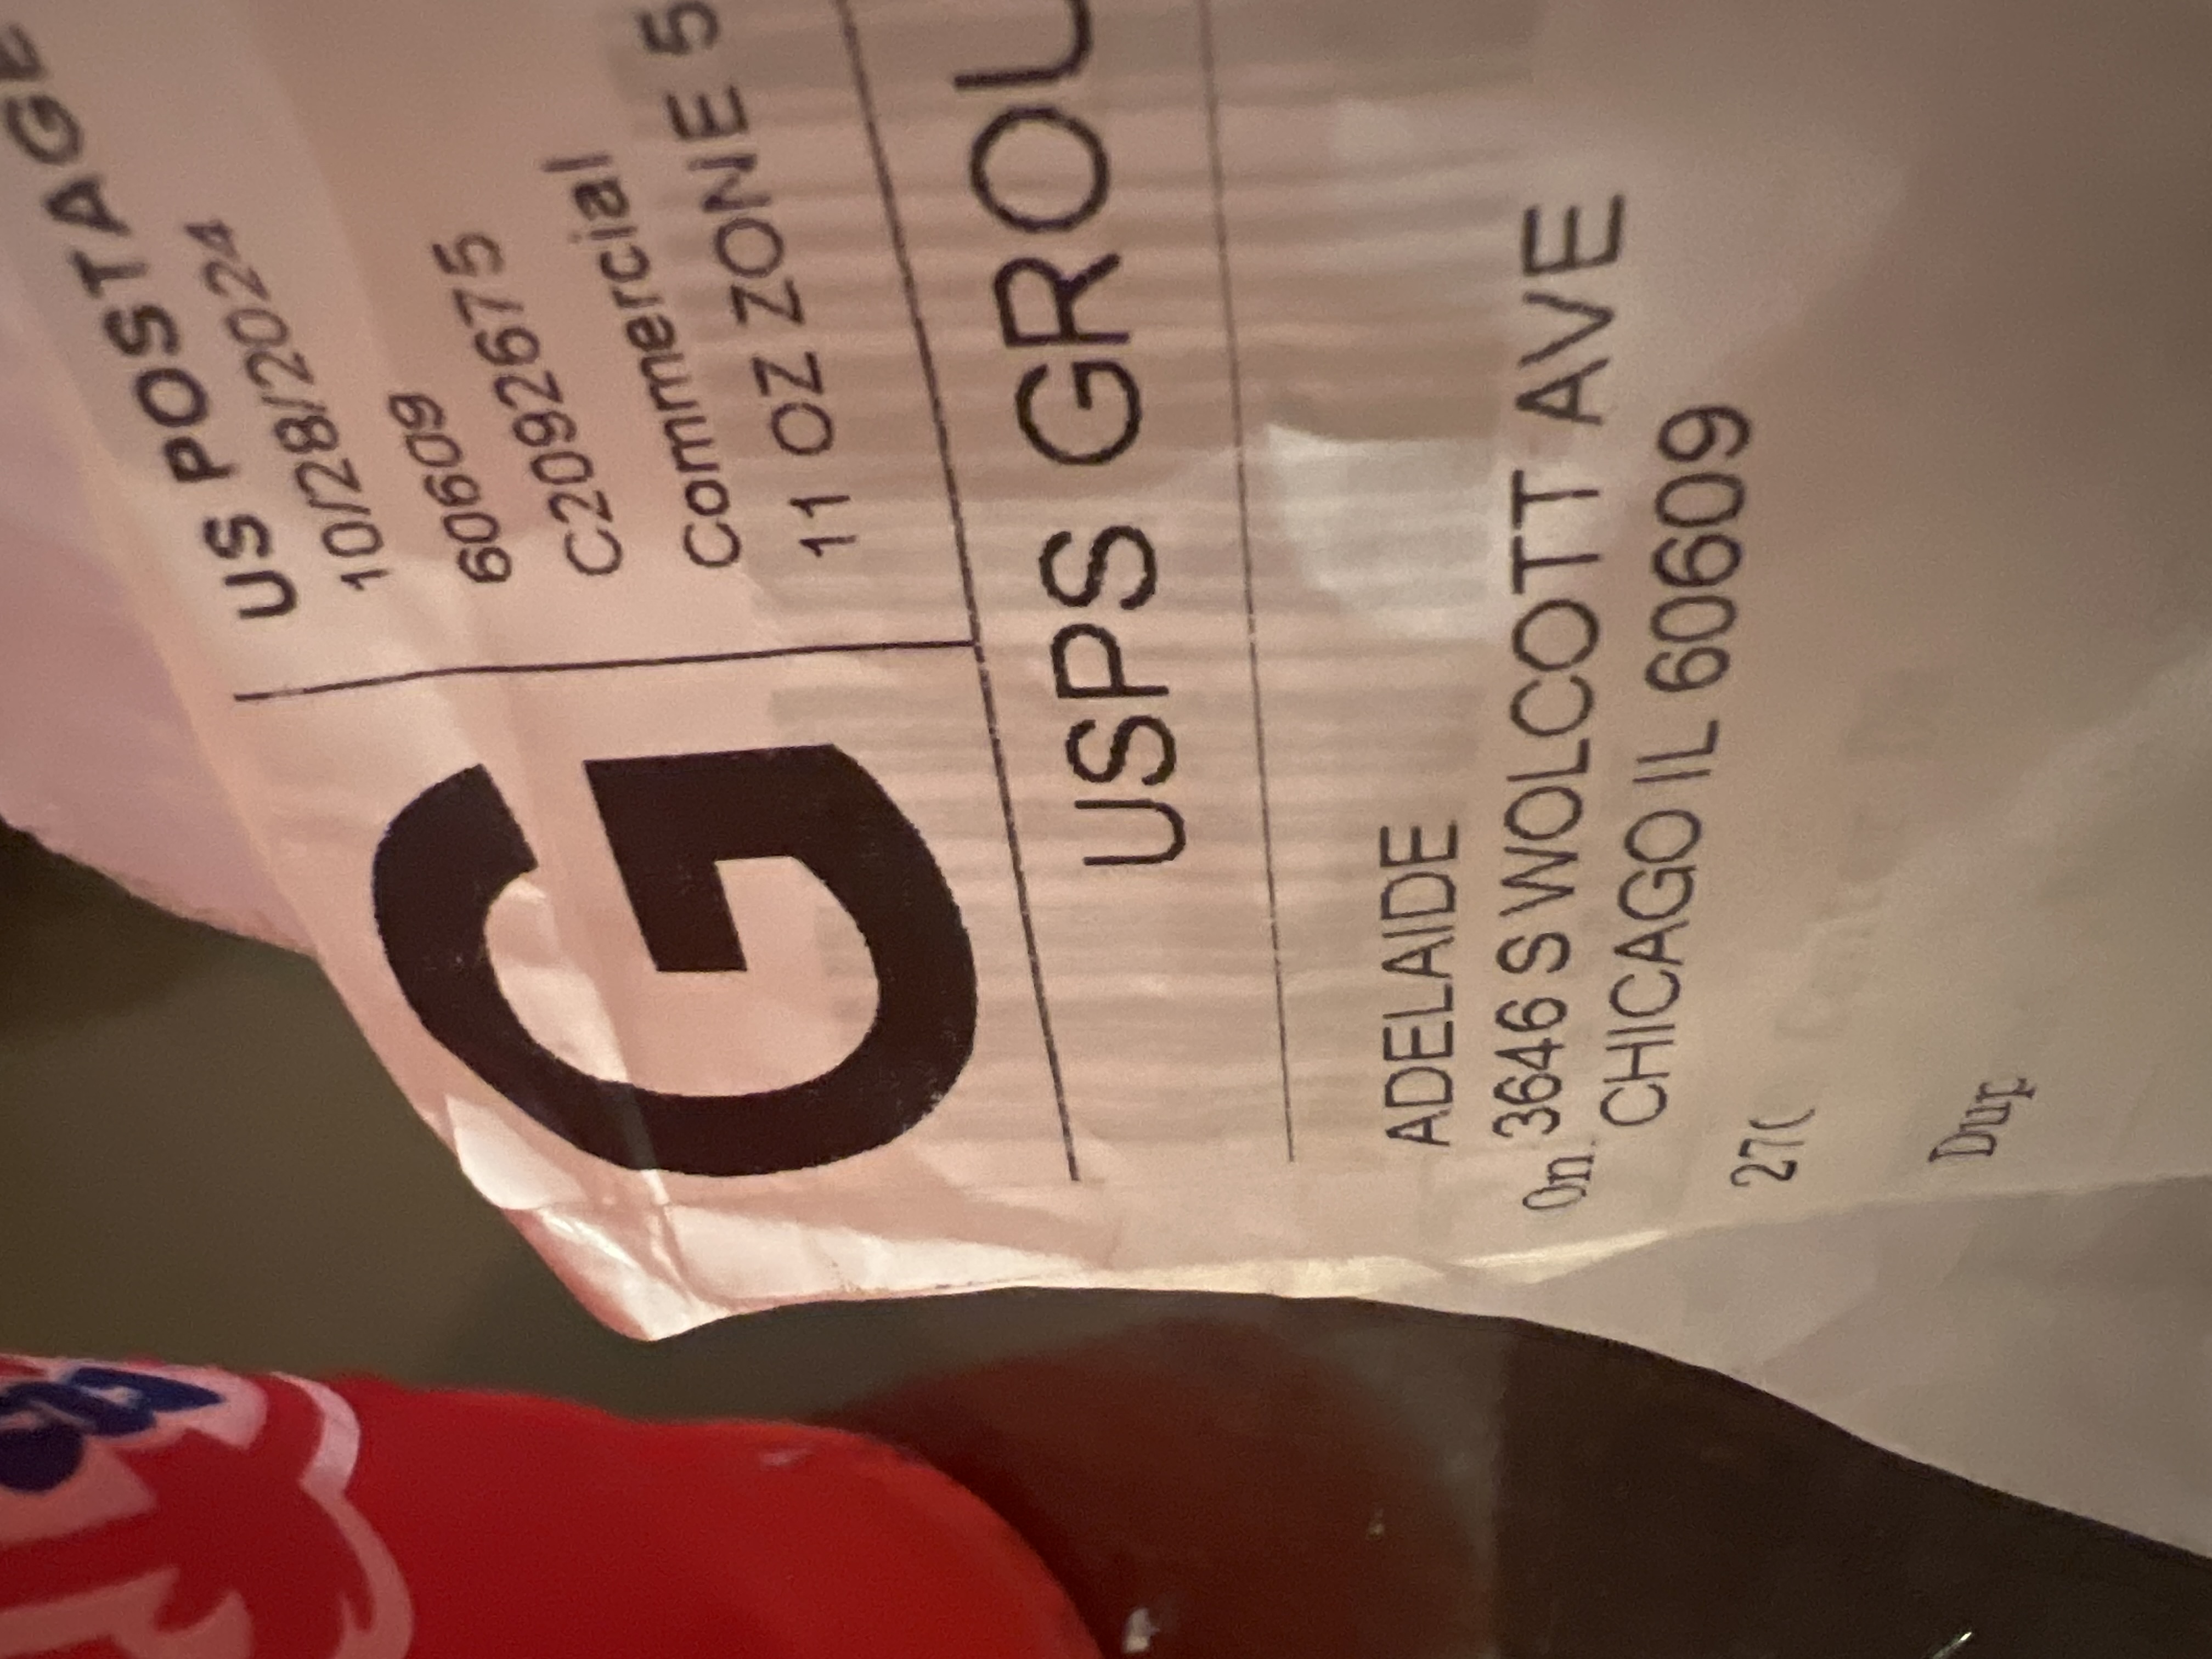 G
US POSTAGE
10/28/2024
60609
C2092675
Commercial
11 OZ ZONE 5
USPS GROU
ADELAIDE
3646 S WOLCOTT AVE
CHICAGO IL 60609